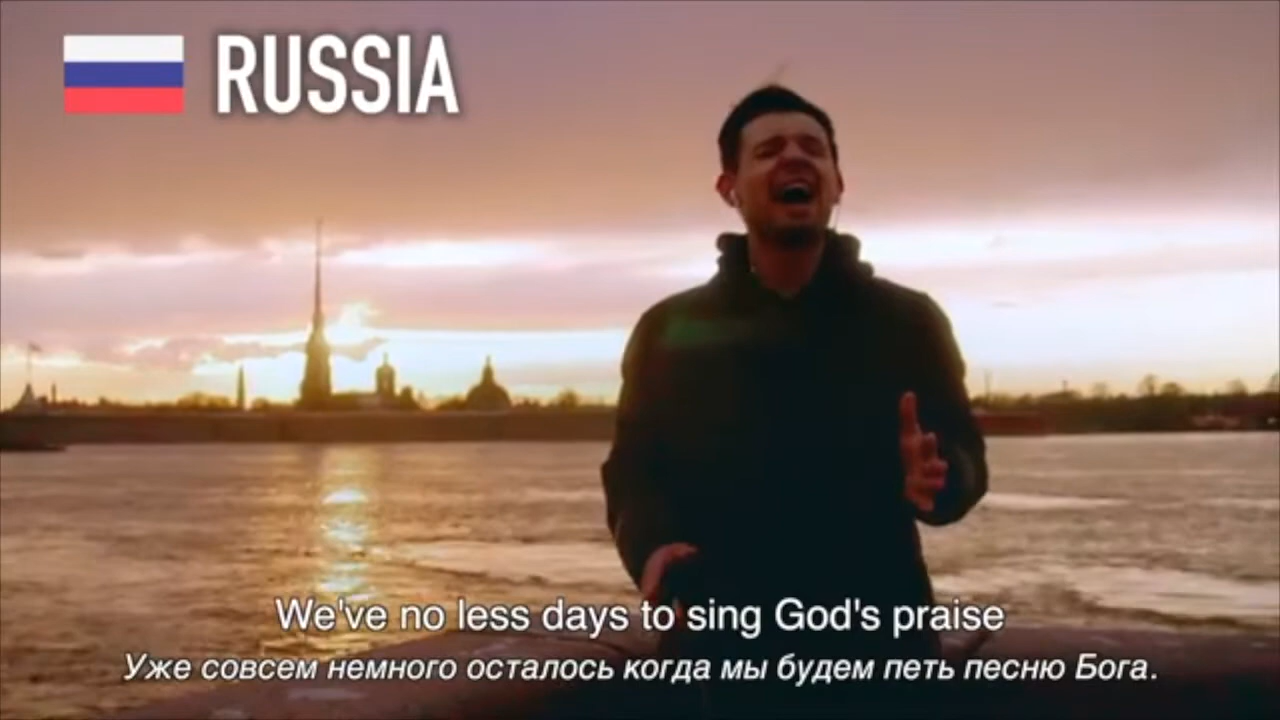 RUSSIA
We've no less days to sing God's praise
Уже совсем немного осталось когда мы будем петь песню Бога.